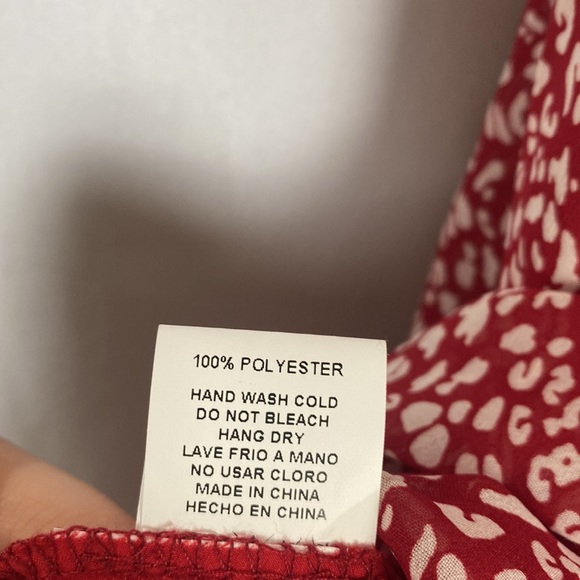 100% POLYESTER
HAND WASH COLD
DO NOT BLEACH
HANG DRY
LAVE FRIO A MANO
NO USAR CLORO
MADE IN CHINA
HECHO EN CHINA